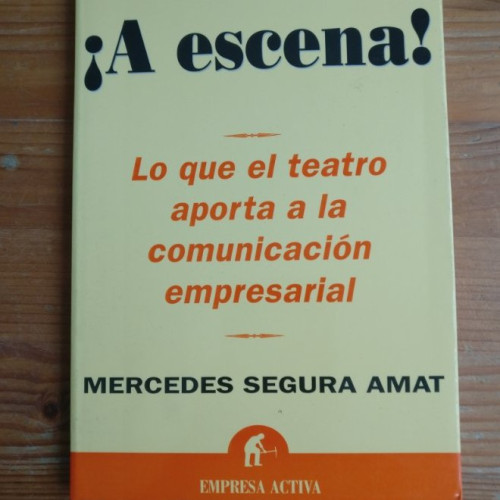 ¡A escena!
Lo que el teatro
aporta a la
comunicación
empresarial
MERCEDES SEGURA AMAT
EMPRESA ACTIVA